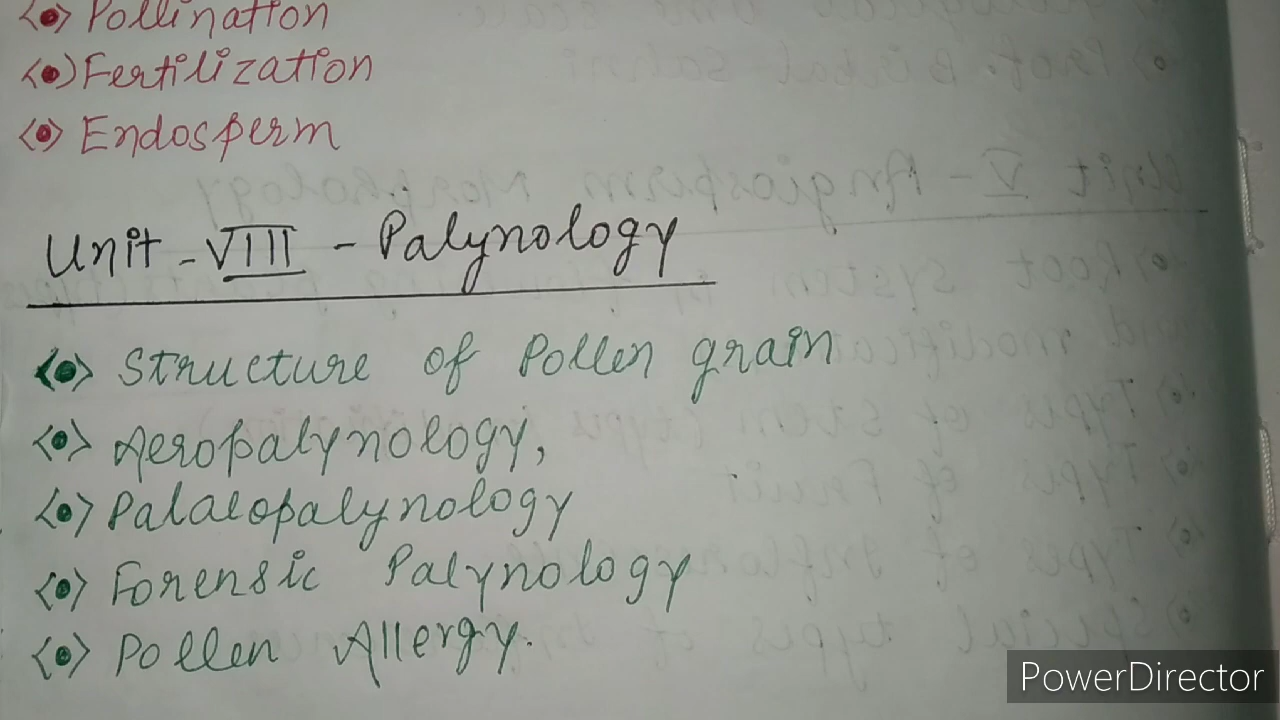 Pollination
Fertilization
Endosperm
Unit - VIII - Palynology
Structure of Pollen grain
Aeropalynology,
Palaeopalynology
Forensic Palynology
Pollen Allergy.
PowerDirector